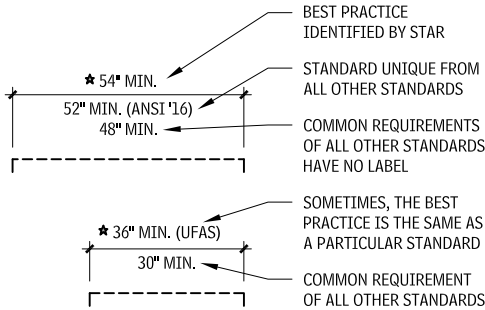 BEST PRACTICE
IDENTIFIED BY STAR
★ 54" MIN.
STANDARD UNIQUE FROM
ALL OTHER STANDARDS
52" MIN. (ANSI '16)
48" MIN.
COMMON REQUIREMENTS
OF ALL OTHER STANDARDS
HAVE NO LABEL
SOMETIMES, THE BEST
PRACTICE IS THE SAME AS
A PARTICULAR STANDARD
★ 36" MIN. (UFAS)
30" MIN.
COMMON REQUIREMENT
OF ALL OTHER STANDARDS